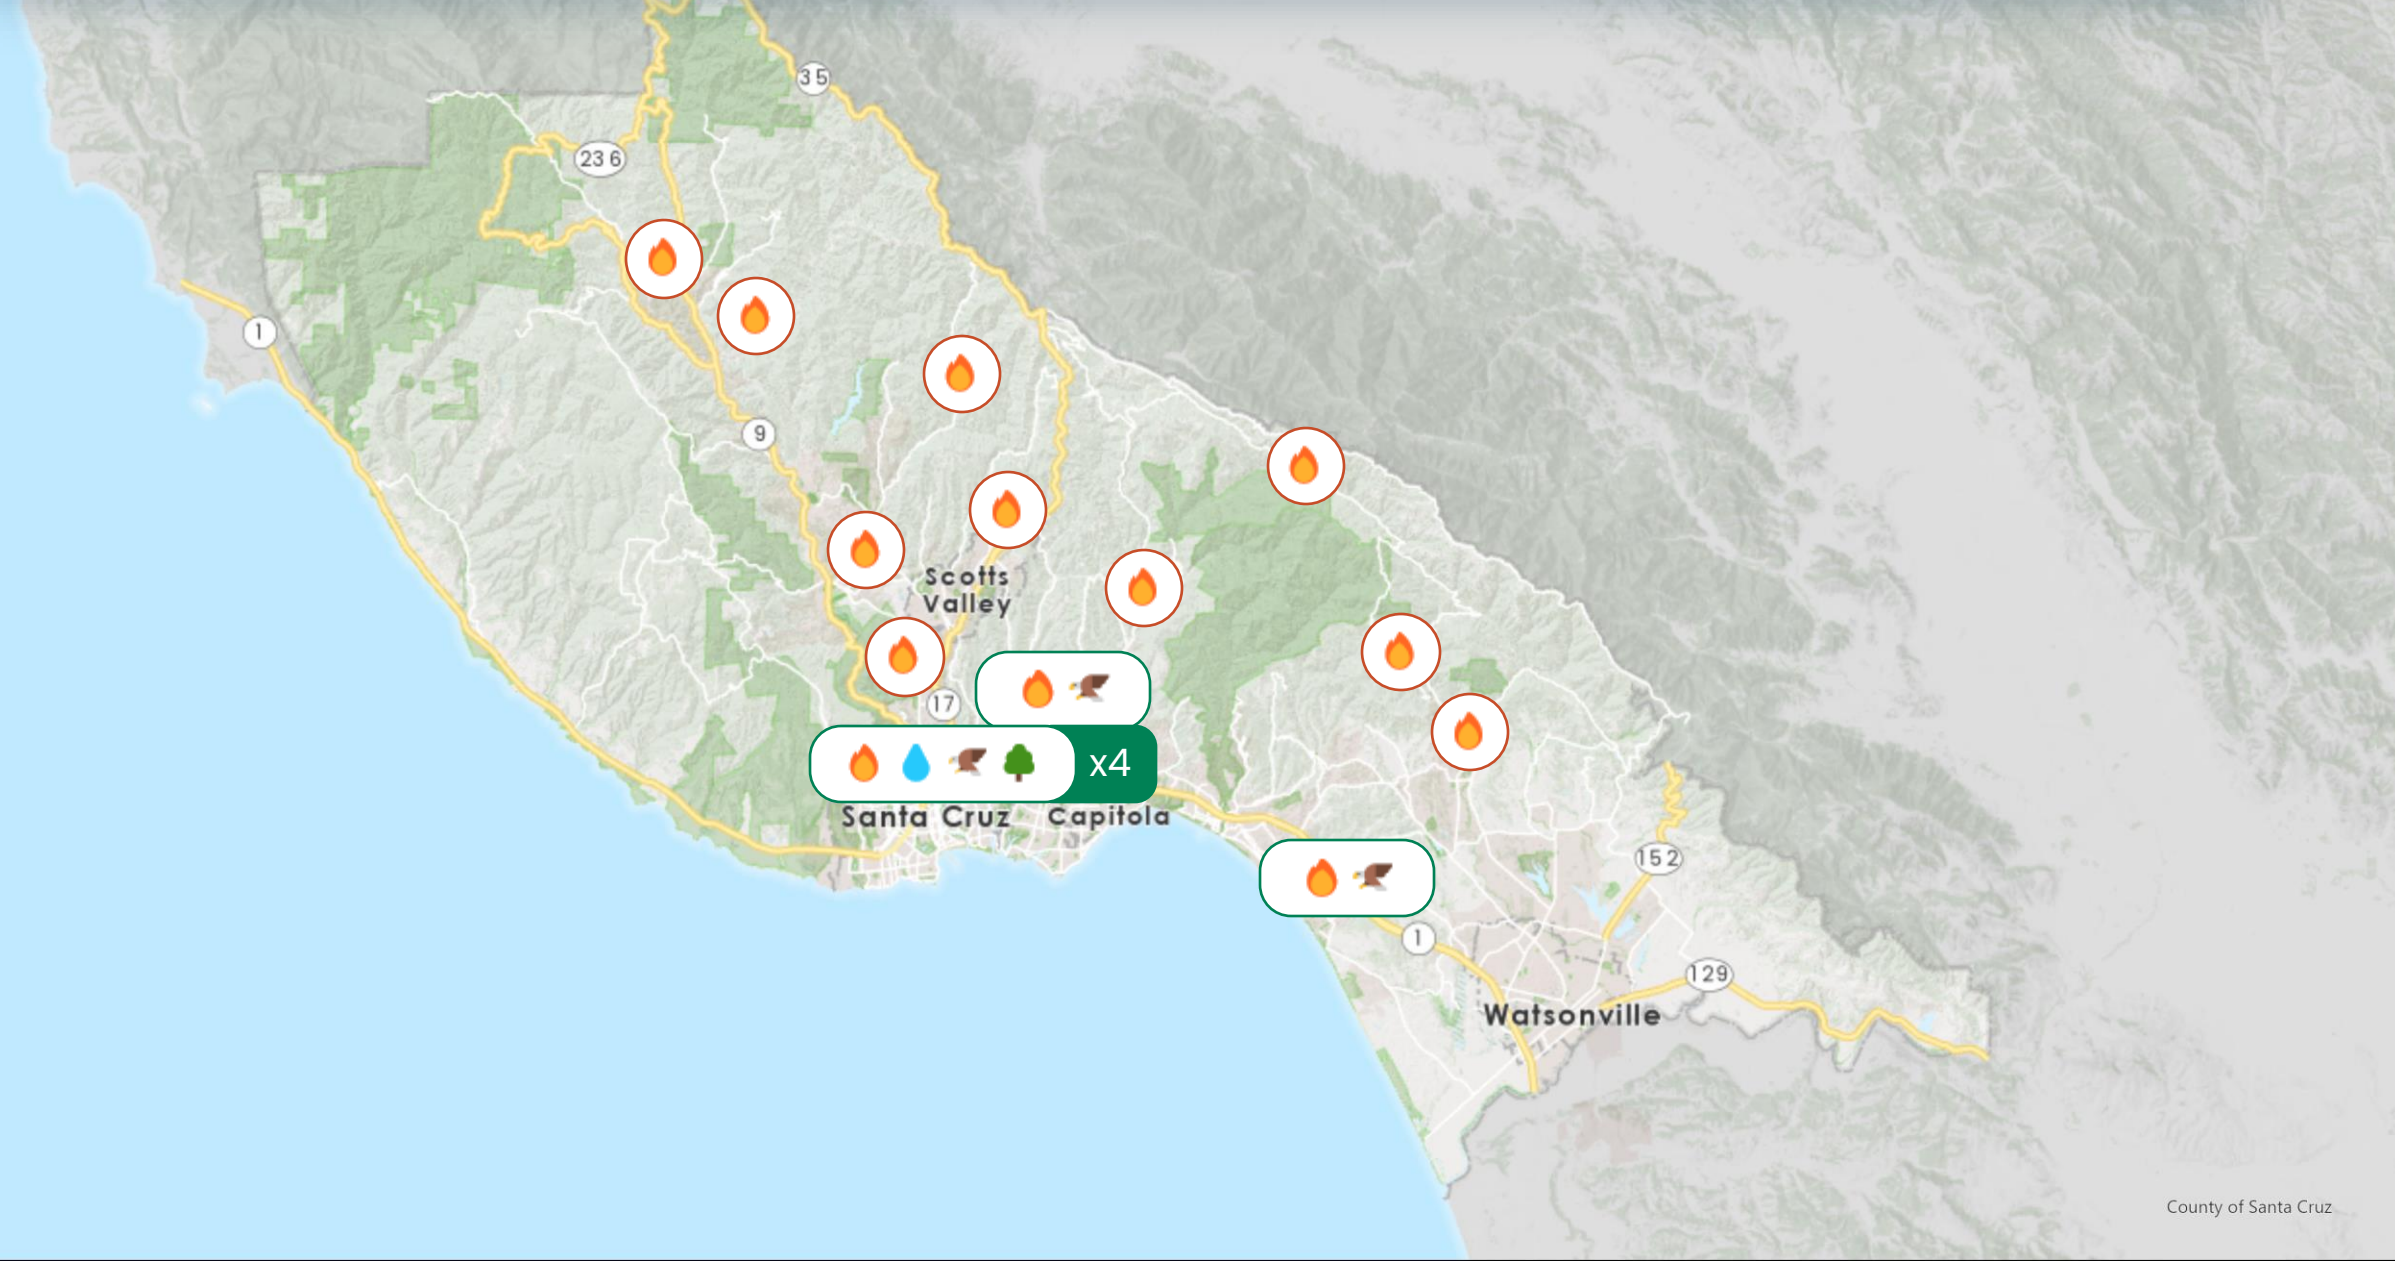 35
236
1
9
Scotts
Valley
17
x4
Santa Cruz
Capitola
152
1
129
Watsonville
County of Santa Cruz